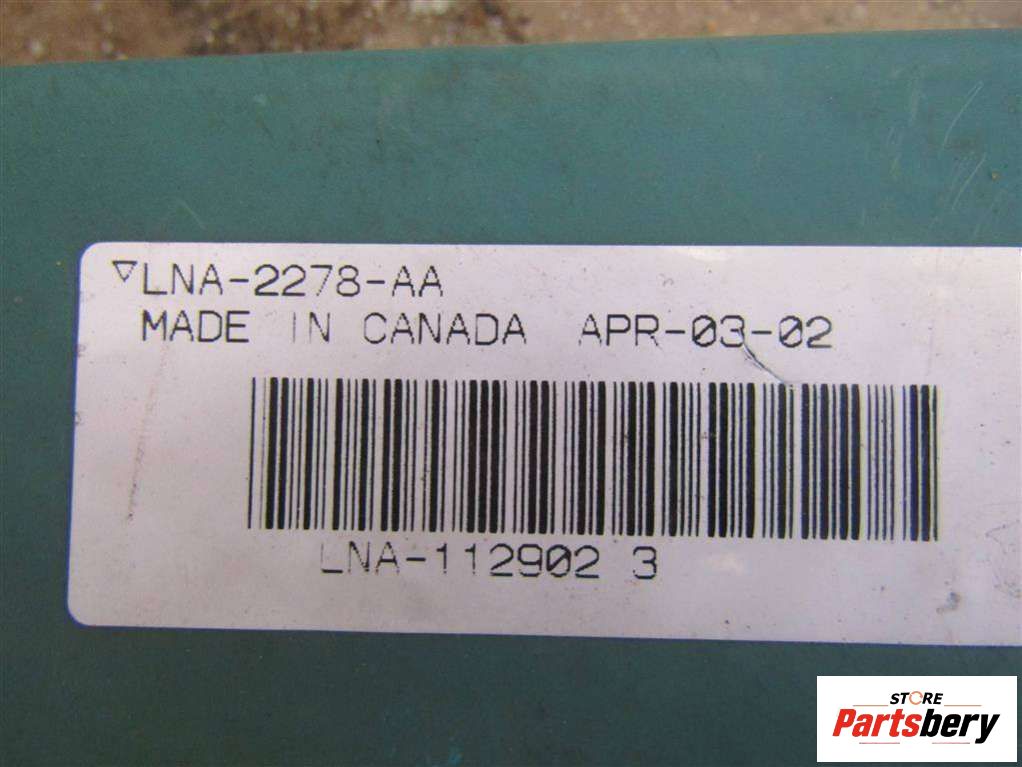 ▽LNA-2278-AA
MADE IN CANADA APR-03-02
LNA-112902 3
STORE
Partsbery